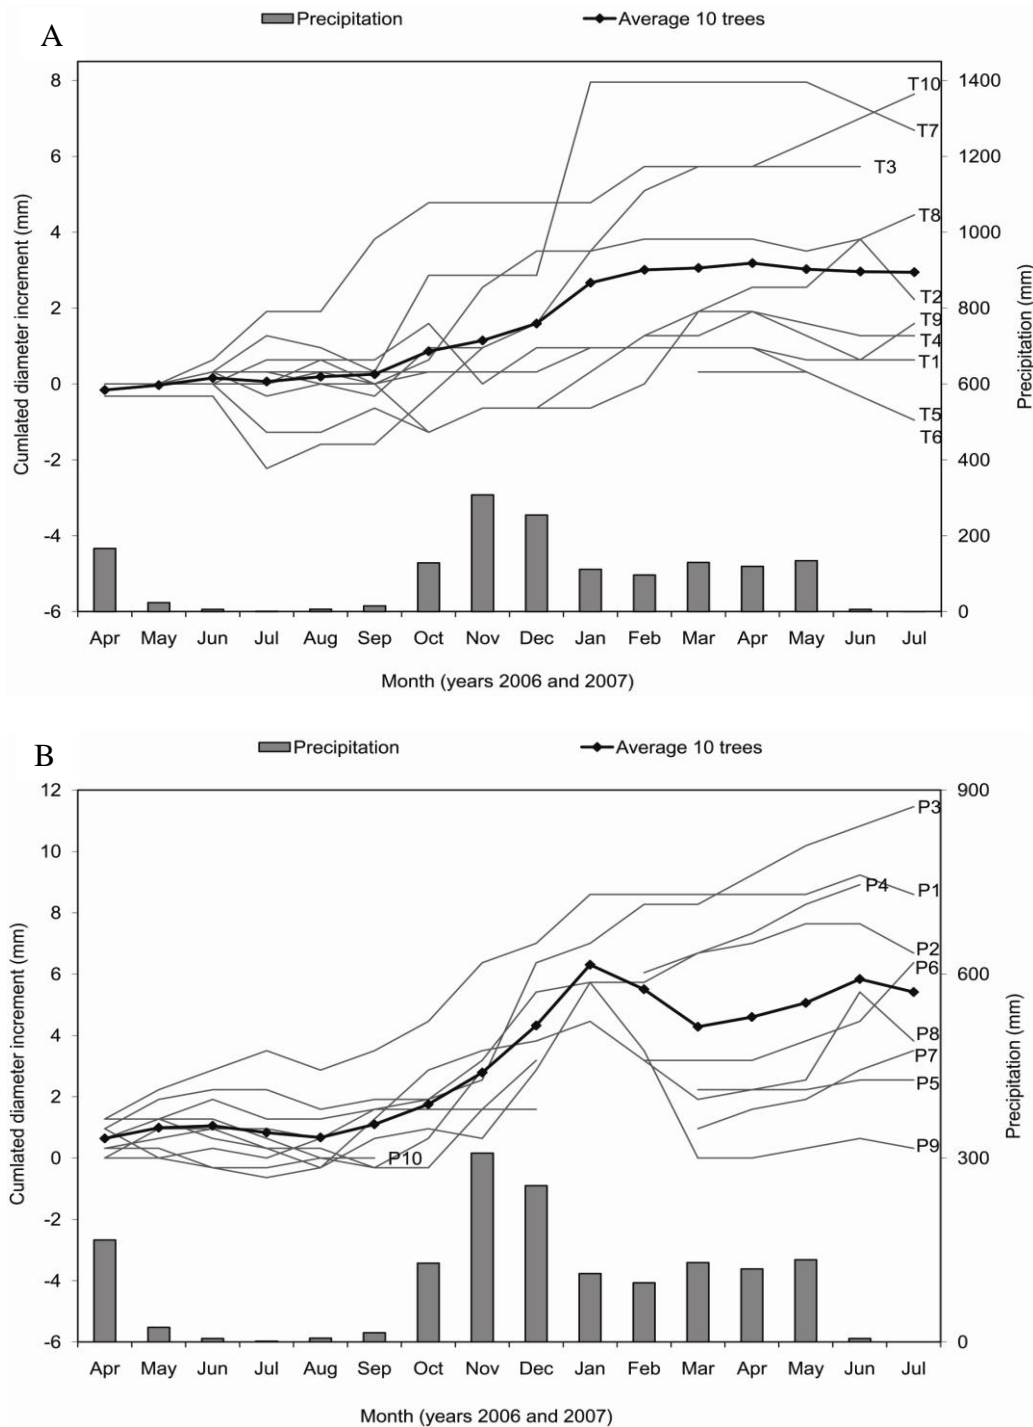 Precipitation Average 10 trees
A
8 1400 T10
T7
6 1200
T3
4 1000 T8
T2
2 800 T9
T4
T1
0 600
T5
T6
-2 400
-4 200
-6 0
Cumlated diameter increment (mm)
Precipitation (mm)
Apr May Jun Jul Aug Sep Oct Nov Dec Jan Feb Mar Apr May Jun Jul
Month (years 2006 and 2007)
B
Precipitation Average 10 trees
12 900
P3
10
P4 P1
8
P2
P6
6 600
P8
4
P7
P5
2
P9
0 P10 300
-2
-4
-6 0
Cumlated diameter increment (mm)
Precipitation (mm)
Apr May Jun Jul Aug Sep Oct Nov Dec Jan Feb Mar Apr May Jun Jul
Month (years 2006 and 2007)